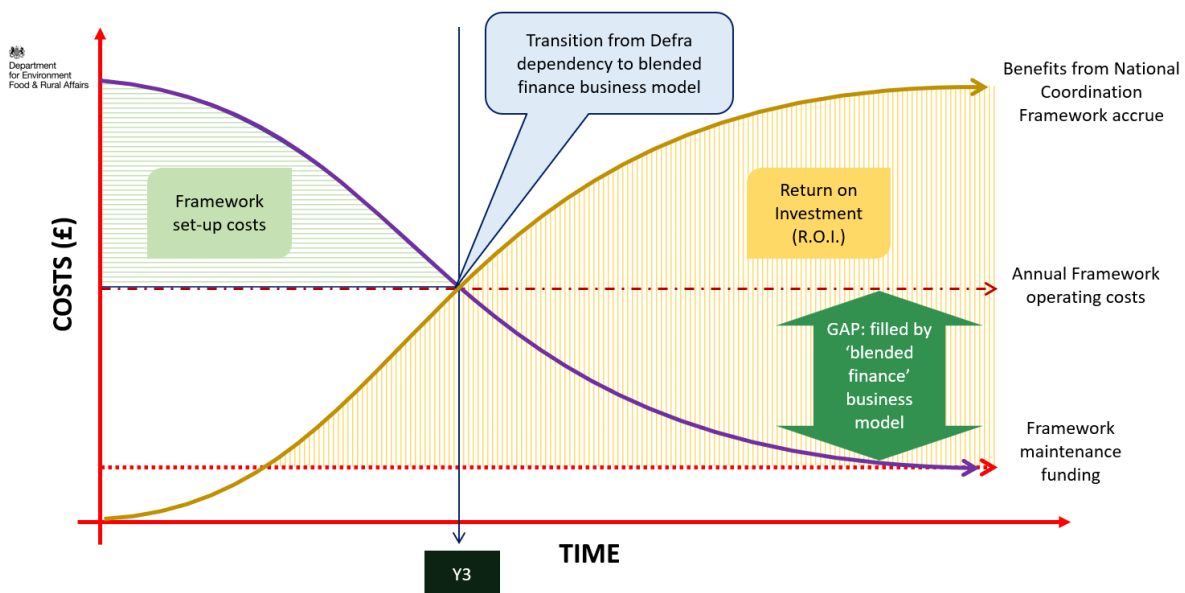 Department
for Environment
Food & Rural Affairs
Transition from Defra
dependency to blended
finance business model
Benefits from National
Coordination
Framework accrue
Framework
set-up costs
Return on
Investment
(R.O.I.)
COSTS (£)
Annual Framework
operating costs
GAP: filled by
‘blended
finance’
business
model
Framework
maintenance
funding
TIME
Y3